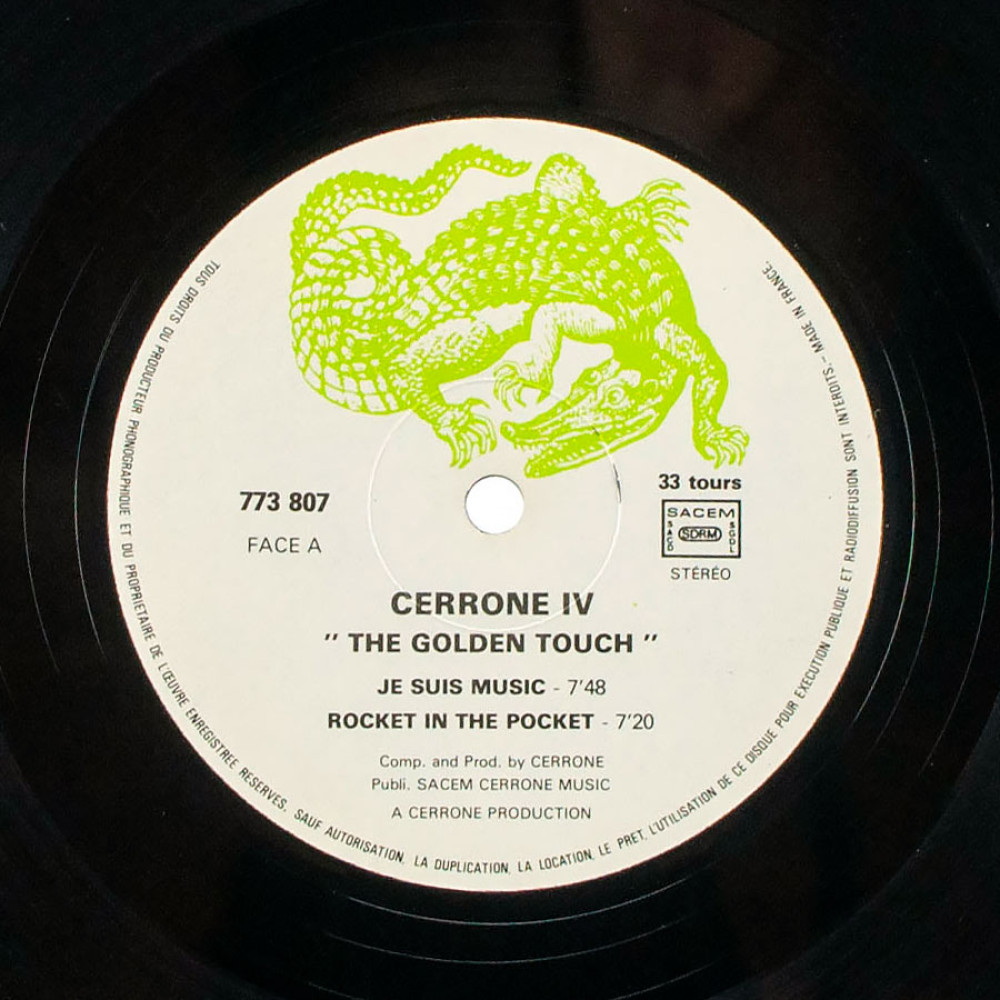 773 807
FACE A
33 tours
SACEM
SACD
SDRM
SGDL
STÉRÉO
CERRONE IV
" THE GOLDEN TOUCH "
JE SUIS MUSIC - 7'48
ROCKET IN THE POCKET - 7'20
Comp. and Prod. by CERRONE
Publi. SACEM CERRONE MUSIC
A CERRONE PRODUCTION
TOUS DROITS DU PRODUCTEUR PHONOGRAPHIQUE ET DU PROPRIETAIRE DE L'ŒUVRE ENREGISTREE RESERVES. SAUF AUTORISATION, LA DUPLICATION, LA LOCATION, LE PRET, L'UTILISATION DE CE DISQUE POUR EXECUTION PUBLIQUE ET RADIODIFFUSION SONT INTERDITS. - MADE IN FRANCE.